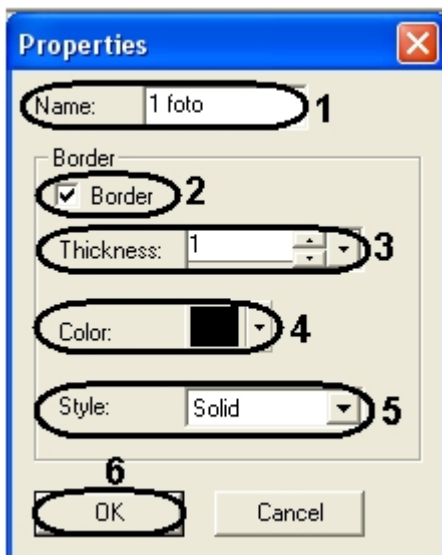 Properties
Name: 1 foto 1
Border
Border 2
Thickness: 1 3
Color: 4
Style: Solid 5
6
OK Cancel